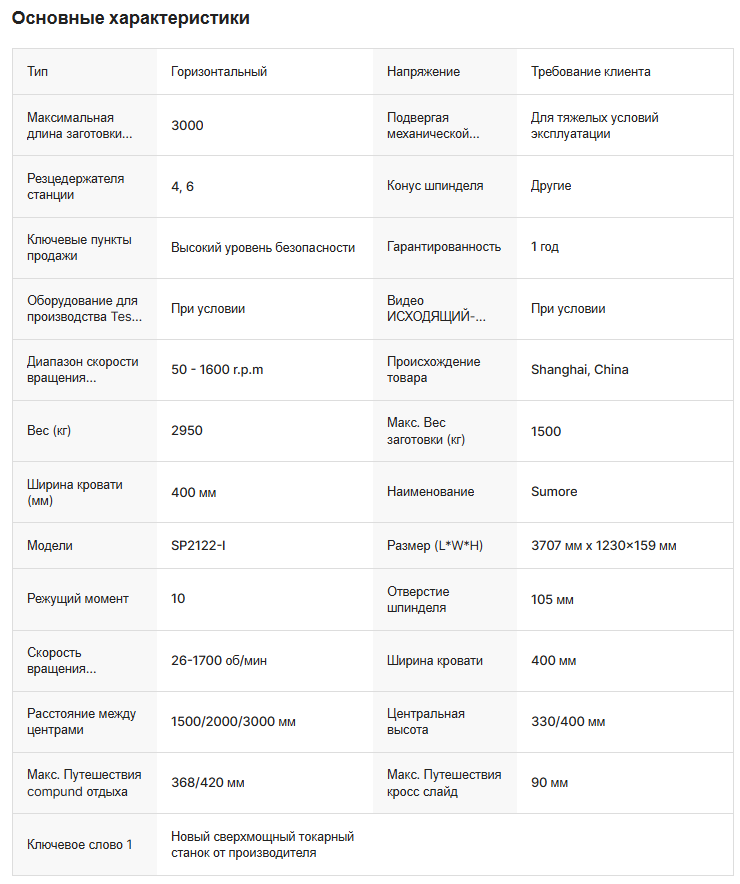 Основные характеристики
Тип
Горизонтальный
Напряжение
Требование клиента
Максимальная
длина заготовки...
3000
Подвергая
механической...
Для тяжелых условий
эксплуатации
Резцедержателя
станции
4, 6
Конус шпинделя
Другие
Ключевые пункты
продажи
Высокий уровень безопасности
Гарантированность
1 год
Оборудование для
производства Tes...
При условии
Видео
ИСХОДЯЩИЙ-...
При условии
Диапазон скорости
вращения...
50 - 1600 r.p.m
Происхождение
товара
Shanghai, China
Вес (кг)
2950
Макс. Вес
заготовки (кг)
1500
Ширина кровати
(мм)
400 мм
Наименование
Sumore
Модели
SP2122-I
Размер (L*W*H)
3707 мм x 1230×159 мм
Режущий момент
10
Отверстие
шпинделя
105 мм
Скорость
вращения...
26-1700 об/мин
Ширина кровати
400 мм
Расстояние между
центрами
1500/2000/3000 мм
Центральная
высота
330/400 мм
Макс. Путешествия
compund отдыха
368/420 мм
Макс. Путешествия
кросс слайд
90 мм
Ключевое слово 1
Новый сверхмощный токарный
станок от производителя